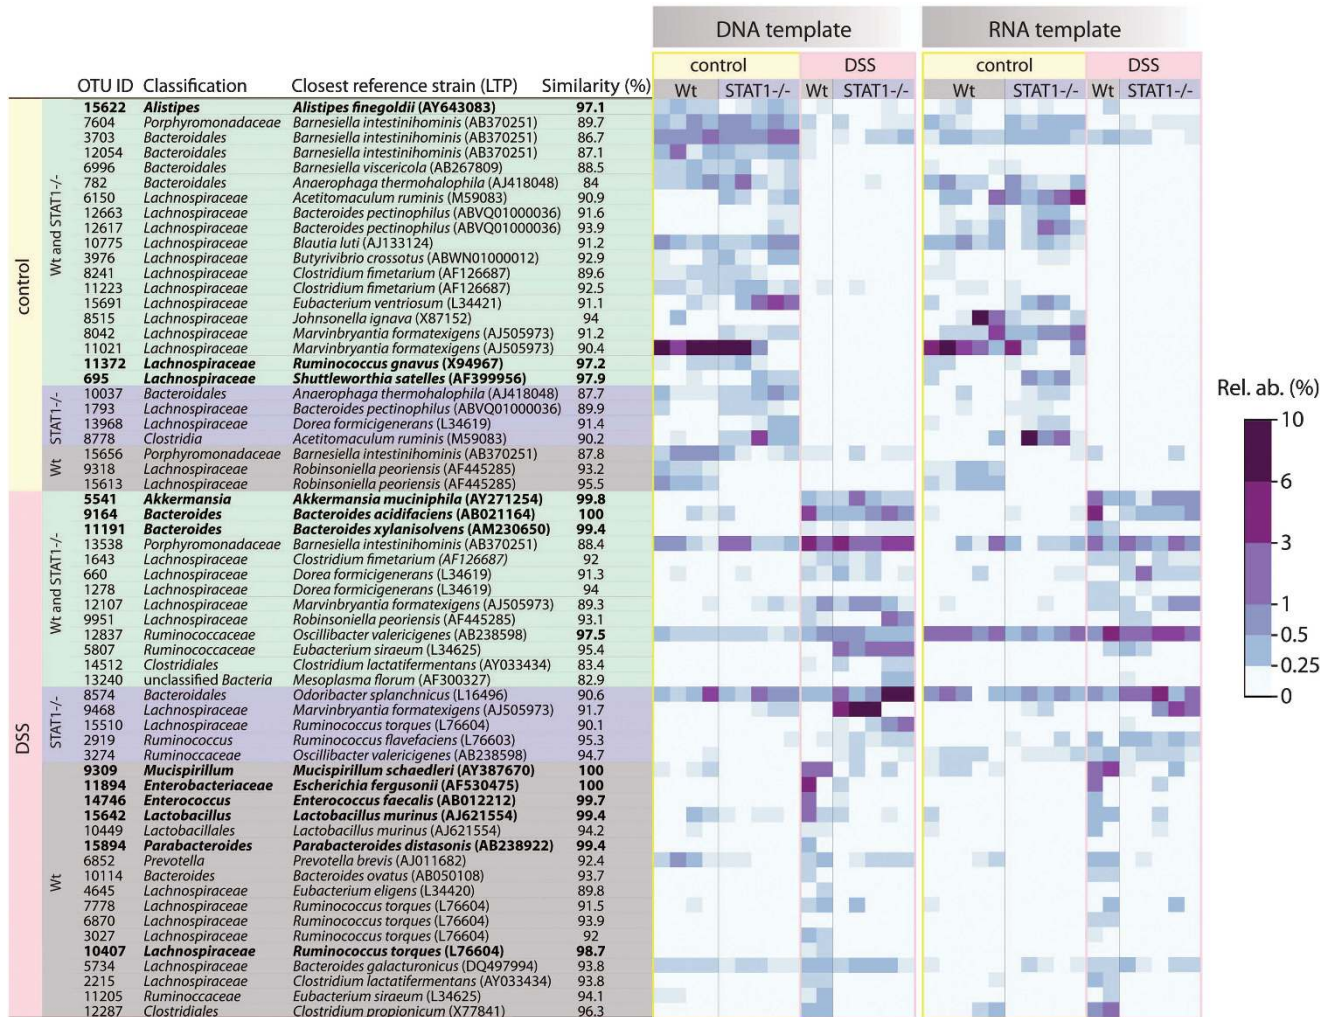 DNA template RNA template
control DSS control DSS
OTU ID Classification Closest reference strain (LTP) Similarity (%) Wt STAT1-/- Wt STAT1-/- Wt STAT1-/- Wt STAT1-/-
control
Wt and STAT1-/-
15622 Alistipes Alistipes finegoldii (AY643083) 97.1
7604 Porphyromonadaceae Barnesiella intestinihominis (AB370251) 89.7
3703 Bacteroidales Barnesiella intestinihominis (AB370251) 86.7
12054 Bacteroidales Barnesiella intestinihominis (AB370251) 87.1
6996 Bacteroidales Barnesiella viscericola (AB267809) 88.5
782 Bacteroidales Anaerophaga thermohalophila (AJ418048) 84
6150 Lachnospiraceae Acetitomaculum ruminis (M59083) 90.9
12663 Lachnospiraceae Bacteroides pectinophilus (ABVQ01000036) 91.6
12617 Lachnospiraceae Bacteroides pectinophilus (ABVQ01000036) 93.9
10775 Lachnospiraceae Blautia luti (AJ133124) 91.2
3976 Lachnospiraceae Butyrivibrio crossotus (ABWN01000012) 92.9
8241 Lachnospiraceae Clostridium fimetarium (AF126687) 89.6
11223 Lachnospiraceae Clostridium fimetarium (AF126687) 92.5
15691 Lachnospiraceae Eubacterium ventriosum (L34421) 91.1
8515 Lachnospiraceae Johnsonella ignava (X87152) 94
8042 Lachnospiraceae Marvinbryantia formatexigens (AJ505973) 91.2
11021 Lachnospiraceae Marvinbryantia formatexigens (AJ505973) 90.4
11372 Lachnospiraceae Ruminococcus gnavus (X94967) 97.2
695 Lachnospiraceae Shuttleworthia satelles (AF399956) 97.9
STAT1-/-
10037 Bacteroidales Anaerophaga thermohalophila (AJ418048) 87.7
1793 Lachnospiraceae Bacteroides pectinophilus (ABVQ01000036) 89.9
13968 Lachnospiraceae Dorea formicigenerans (L34619) 91.4
8778 Clostridia Acetitomaculum ruminis (M59083) 90.2
Wt
15656 Porphyromonadaceae Barnesiella intestinihominis (AB370251) 87.8
9318 Lachnospiraceae Robinsoniella peoriensis (AF445285) 93.2
15613 Lachnospiraceae Robinsoniella peoriensis (AF445285) 95.5
DSS
Wt and STAT1-/-
5541 Akkermansia Akkermansia muciniphila (AY271254) 99.8
9164 Bacteroides Bacteroides acidifaciens (AB021164) 100
11191 Bacteroides Bacteroides xylanisolvens (AM230650) 99.4
13538 Porphyromonadaceae Barnesiella intestinihominis (AB370251) 88.4
1643 Lachnospiraceae Clostridium fimetarium (AF126687) 92
660 Lachnospiraceae Dorea formicigenerans (L34619) 91.3
1278 Lachnospiraceae Dorea formicigenerans (L34619) 94
12107 Lachnospiraceae Marvinbryantia formatexigens (AJ505973) 89.3
9951 Lachnospiraceae Robinsoniella peoriensis (AF445285) 93.1
12837 Ruminococcaceae Oscillibacter valericigenes (AB238598) 97.5
5807 Ruminococcaceae Eubacterium siraeum (L34625) 95.4
14512 Clostridiales Clostridium lactatifermentans (AY033434) 83.4
13240 unclassified Bacteria Mesoplasma florum (AF300327) 82.9
STAT1-/-
8574 Bacteroidales Odoribacter splanchnicus (L16496) 90.6
9468 Lachnospiraceae Marvinbryantia formatexigens (AJ505973) 91.7
15510 Lachnospiraceae Ruminococcus torques (L76604) 90.1
2919 Ruminococcus Ruminococcus flavefaciens (L76603) 95.3
3274 Ruminoccaceae Oscillibacter valericigenes (AB238598) 94.7
Wt
9309 Mucispirillum Mucispirillum schaedleri (AY387670) 100
11894 Enterobacteriaceae Escherichia fergusonii (AF530475) 100
14746 Enterococcus Enterococcus faecalis (AB012212) 99.7
15642 Lactobacillus Lactobacillus murinus (AJ621554) 99.4
10449 Lactobacillales Lactobacillus murinus (AJ621554) 94.2
15894 Parabacteroides Parabacteroides distasonis (AB238922) 99.4
6852 Prevotella Prevotella brevis (AJ011682) 92.4
10114 Bacteroides Bacteroides ovatus (AB050108) 93.7
4645 Lachnospiraceae Eubacterium eligens (L34420) 89.8
7778 Lachnospiraceae Ruminococcus torques (L76604) 91.5
6870 Lachnospiraceae Ruminococcus torques (L76604) 93.9
3027 Lachnospiraceae Ruminococcus torques (L76604) 92
10407 Lachnospiraceae Ruminococcus torques (L76604) 98.7
5734 Lachnospiraceae Bacteroides galacturonicus (DQ497994) 93.8
2215 Lachnospiraceae Clostridium lactatifermentans (AY033434) 93.8
11205 Ruminococcaceae Eubacterium siraeum (L34625) 94.1
12287 Clostridiales Clostridium propionicum (X77841) 96.3
Rel. ab. (%)
10
6
3
1
0.5
0.25
0